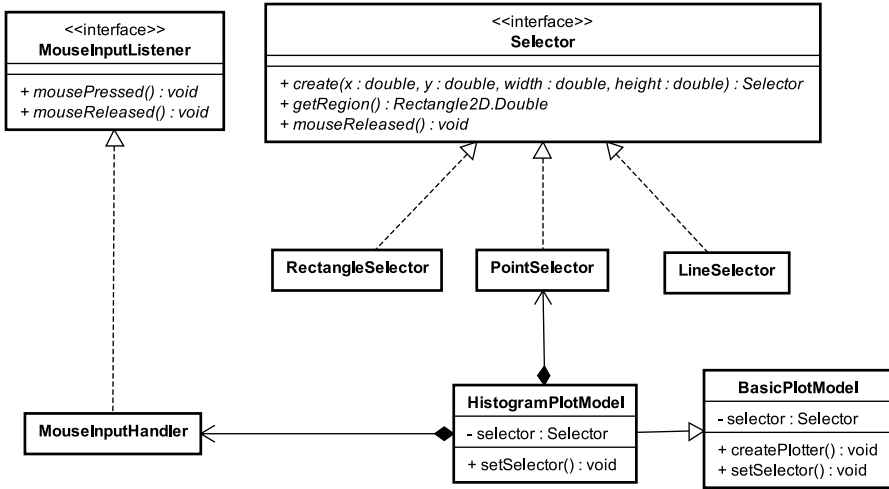 <<interface>>
MouseInputListener
+ mousePressed() : void
+ mouseReleased() : void
<<interface>>
Selector
+ create(x : double, y : double, width : double, height : double) : Selector
+ getRegion() : Rectangle2D.Double
+ mouseReleased() : void
RectangleSelector
PointSelector
LineSelector
MouseInputHandler
HistogramPlotModel
- selector : Selector
+ setSelector() : void
BasicPlotModel
- selector : Selector
+ createPlotter() : void
+ setSelector() : void